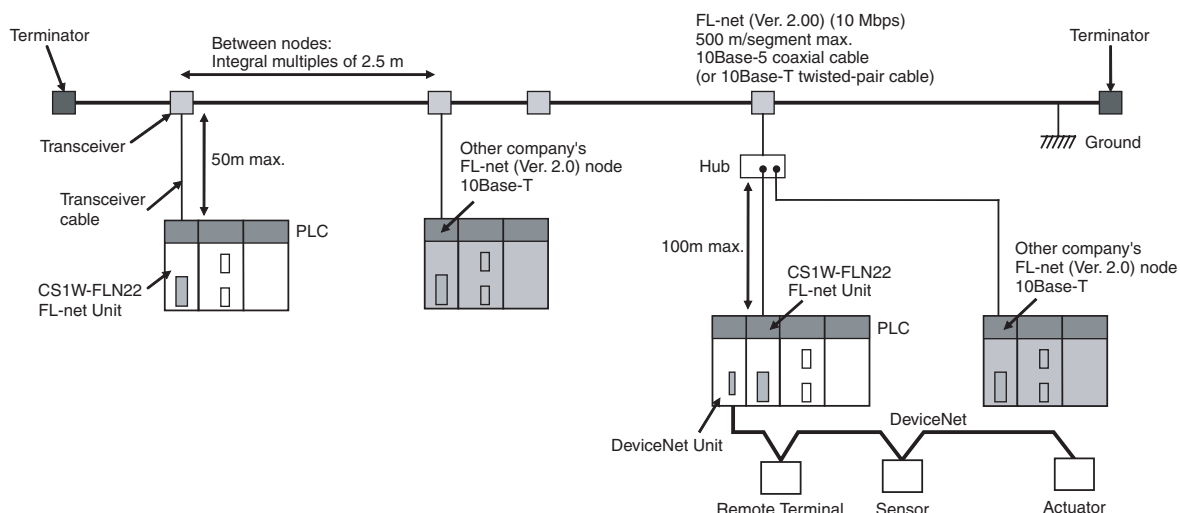 Terminator
Between nodes:
Integral multiples of 2.5 m
FL-net (Ver. 2.00) (10 Mbps)
500 m/segment max.
10Base-5 coaxial cable
(or 10Base-T twisted-pair cable)
Terminator
Transceiver
50m max.
Other company's
FL-net (Ver. 2.0) node
10Base-T
Hub
Ground
Transceiver
cable
PLC
100m max.
CS1W-FLN22
FL-net Unit
CS1W-FLN22
FL-net Unit
Other company's
FL-net (Ver. 2.0) node
10Base-T
PLC
DeviceNet
DeviceNet Unit
Remote Terminal
Sensor
Actuator